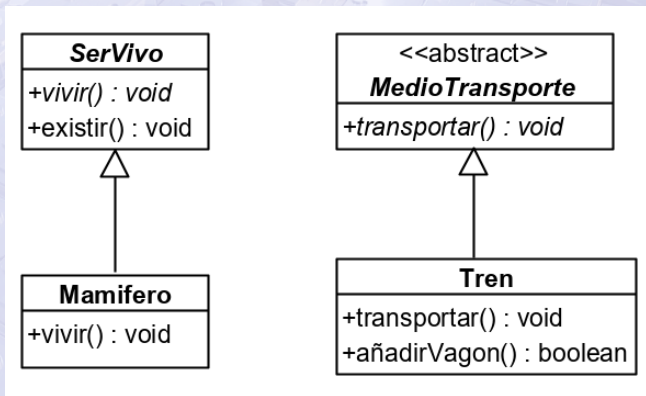 SerVivo
+vivir() : void
+existir() : void
Mamifero
+vivir() : void
<<abstract>>
MedioTransporte
+transportar() : void
Tren
+transportar() : void
+añadirVagon() : boolean